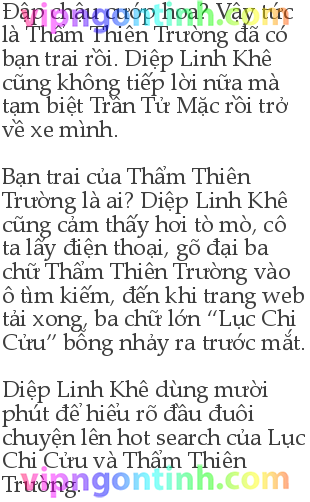 Đập chậu cướp hoa? Vậy tức
vipngontinh.com
là Thẩm Thiên Trường đã có
bạn trai rồi. Diệp Linh Khê
cũng không tiếp lời nữa mà
tạm biệt Trần Tử Mặc rồi trở
về xe mình.
Bạn trai của Thẩm Thiên
Trường là ai? Diệp Linh Khê
cũng cảm thấy hơi tò mò, cô
ta lấy điện thoại, gõ đại ba
chữ Thẩm Thiên Trường vào
ô tìm kiếm, đến khi trang web
tải xong, ba chữ lớn “Lục Chi
Cửu” bỗng nhảy ra trước mắt.
Diệp Linh Khê dùng mười
phút để hiểu rõ đầu đuôi
chuyện lên hot search của Lục
Chi Cửu và Thẩm Thiên
Trường.
vipngontinh.com